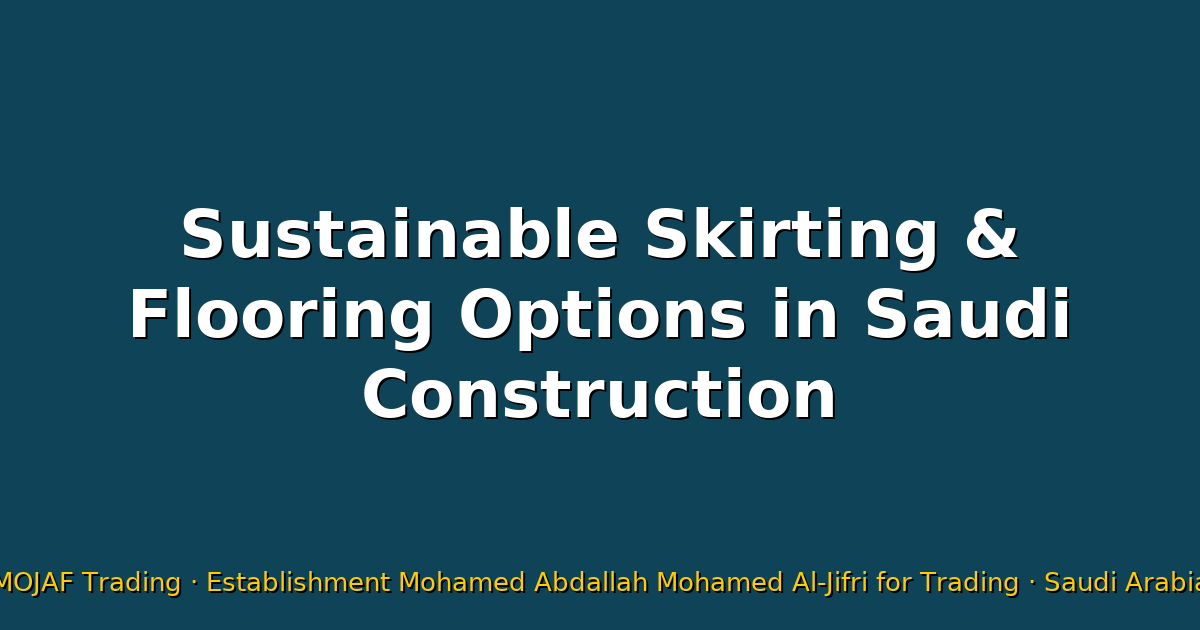 Sustainable Skirting &
Flooring Options in Saudi
Construction
MOJAF Trading · Establishment Mohamed Abdallah Mohamed Al-Jifri for Trading · Saudi Arabia